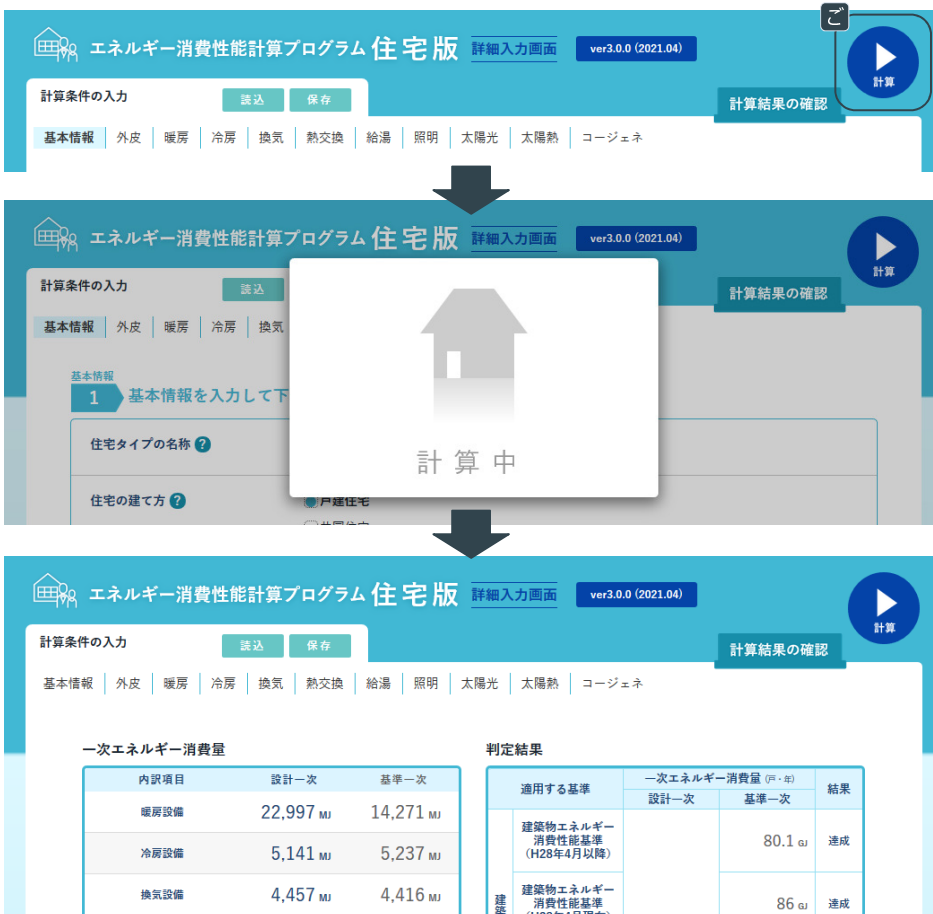 ご
エネルギー消費性能計算プログラム 住宅版 詳細入力画面 ver3.0.0 (2021.04)
計算
計算条件の入力 読込 保存 計算結果の確認
基本情報 外皮 暖房 冷房 換気 熱交換 給湯 照明 太陽光 太陽熱 コージェネ
エネルギー消費性能計算プログラム 住宅版 詳細入力画面 ver3.0.0 (2021.04)
計算
計算条件の入力 読込 計算結果の確認
基本情報 外皮 暖房 冷房 換気
基本情報
1 基本情報を入力して下
住宅タイプの名称 ?
計算中
住宅の建て方 ? 戸建住宅
エネルギー消費性能計算プログラム 住宅版 詳細入力画面 ver3.0.0 (2021.04)
計算
計算条件の入力 読込 保存 計算結果の確認
基本情報 外皮 暖房 冷房 換気 熱交換 給湯 照明 太陽光 太陽熱 コージェネ
一次エネルギー消費量
内訳項目 設計一次 基準一次
暖房設備 22,997 MJ 14,271 MJ
冷房設備 5,141 MJ 5,237 MJ
換気設備 4,457 MJ 4,416 MJ
判定結果
適用する基準 一次エネルギー消費量 (戸・年) 結果
設計一次 基準一次
建築物エネルギー
消費性能基準
(H28年4月以降)
80.1 GJ 達成
建築物エネルギー
消費性能基準
86 GJ 達成
建